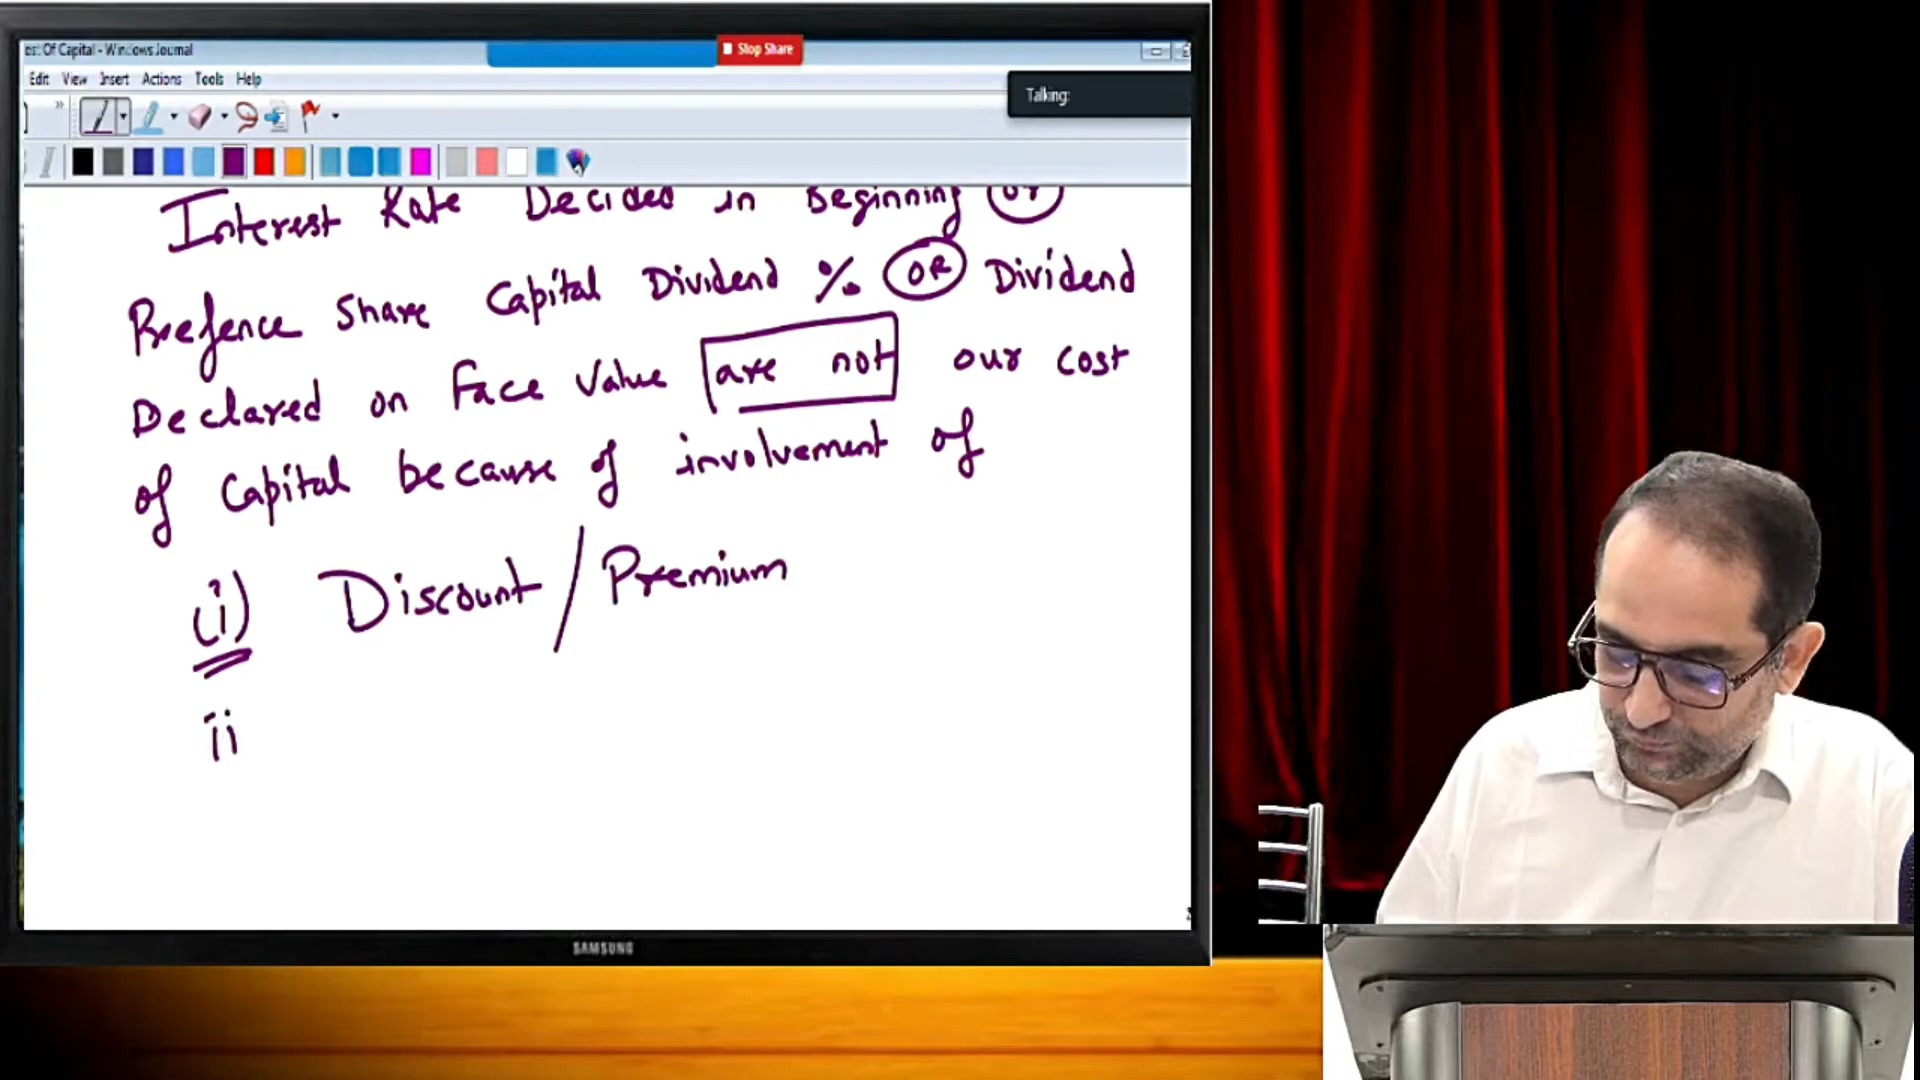 est Of Capital - Windows Journal
Stop Share
Edit View Insert Actions Tools Help
Talking:
Interest Rate Decided in Beginning OR
Prefence Share Capital Dividend % OR Dividend
Declared on Face Value are not our cost
of Capital because of involvement of
(i) Discount / Premium
ii
SAMSUNG